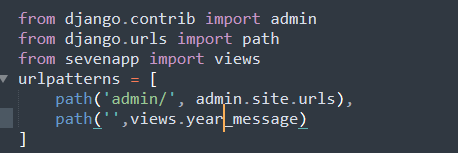 from django.contrib import admin
from django.urls import path
from sevenapp import views
urlpatterns = [
    path('admin/', admin.site.urls),
    path('',views.year_message)
]